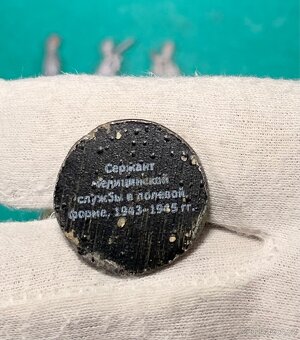 Сержант
медицинской
службы в полевой
форме, 1943-1945 гг.